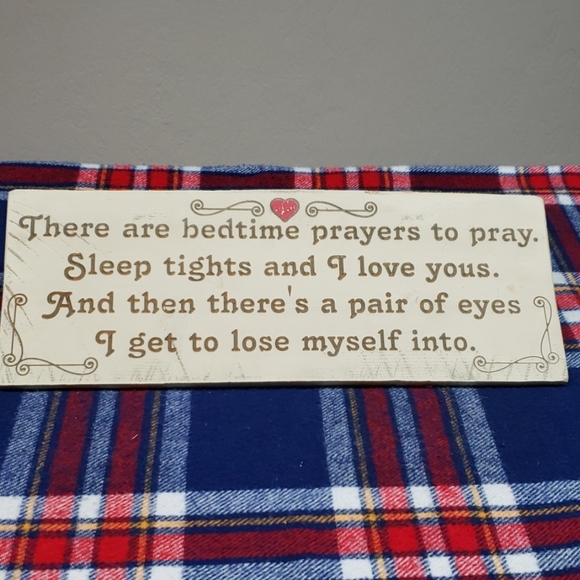 There are bedtime prayers to pray.
Sleep tights and I love yous.
And then there's a pair of eyes
I get to lose myself into.